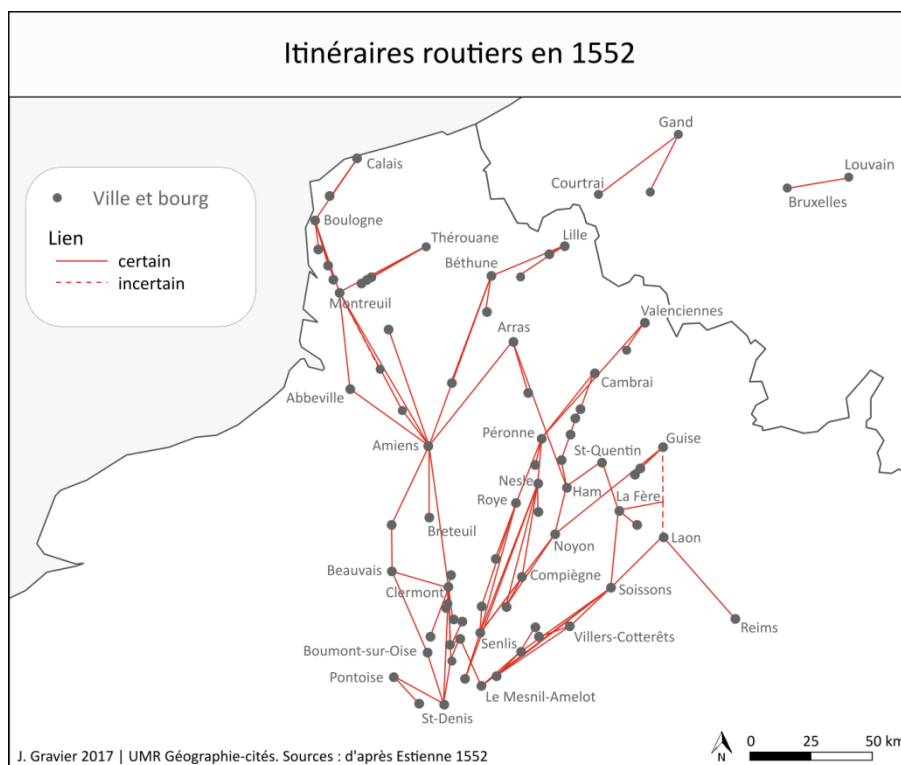 Itinéraires routiers en 1552
Gand
Calais
Louvain
Courtrai
Bruxelles
Ville et bourg
Boulogne
Lien
Thérouane
Lille
certain
Béthune
incertain
Montreuil
Valenciennes
Arras
Cambrai
Abbeville
Péronne
Guise
Amiens
St-Quentin
Nesle
Roye
Ham
La Fère
Breteuil
Noyon
Laon
Beauvais
Compiègne
Clermont
Soissons
Reims
Senlis
Villers-Cotterêts
Boumont-sur-Oise
Pontoise
Le Mesnil-Amelot
St-Denis
N
J. Gravier 2017 | UMR Géographie-cités. Sources : d'après Estienne 1552
0 25 50 km